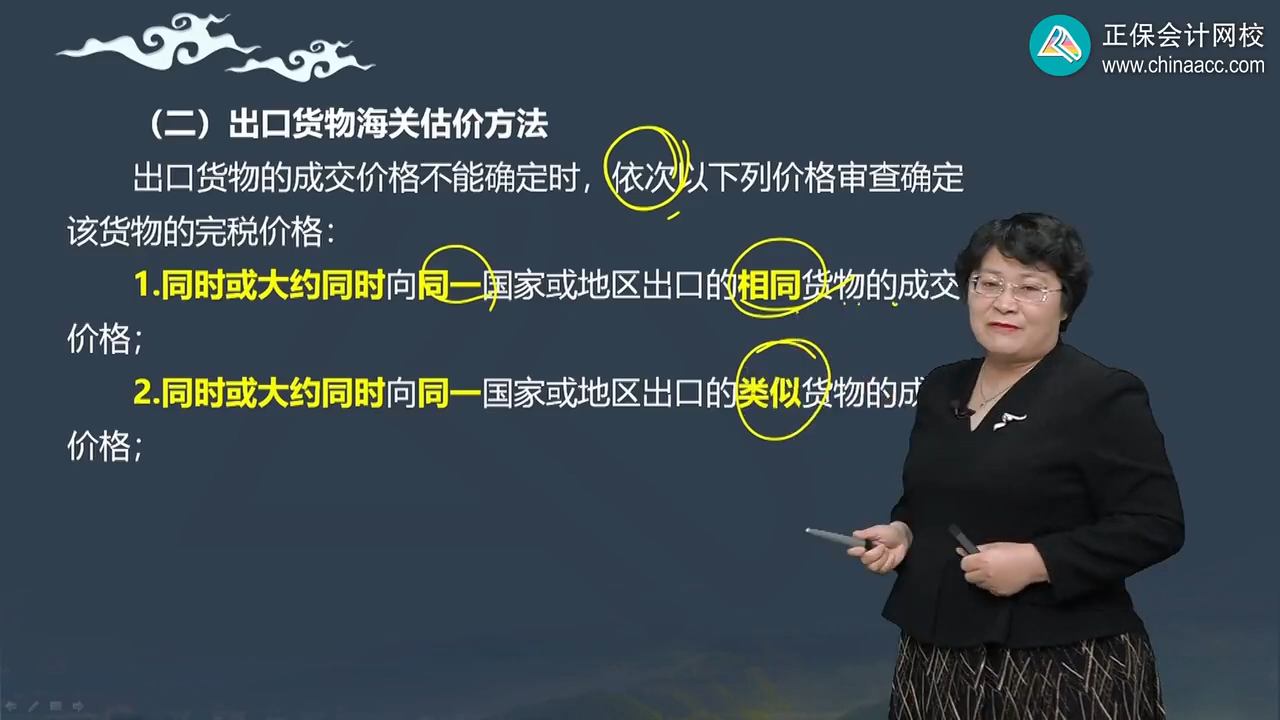 正保会计网校
www.chinaacc.com
（二）出口货物海关估价方法
出口货物的成交价格不能确定时，依次以下列价格审查确定
该货物的完税价格：
1.同时或大约同时向同一国家或地区出口的相同货物的成交
价格；
2.同时或大约同时向同一国家或地区出口的类似货物的成
价格；